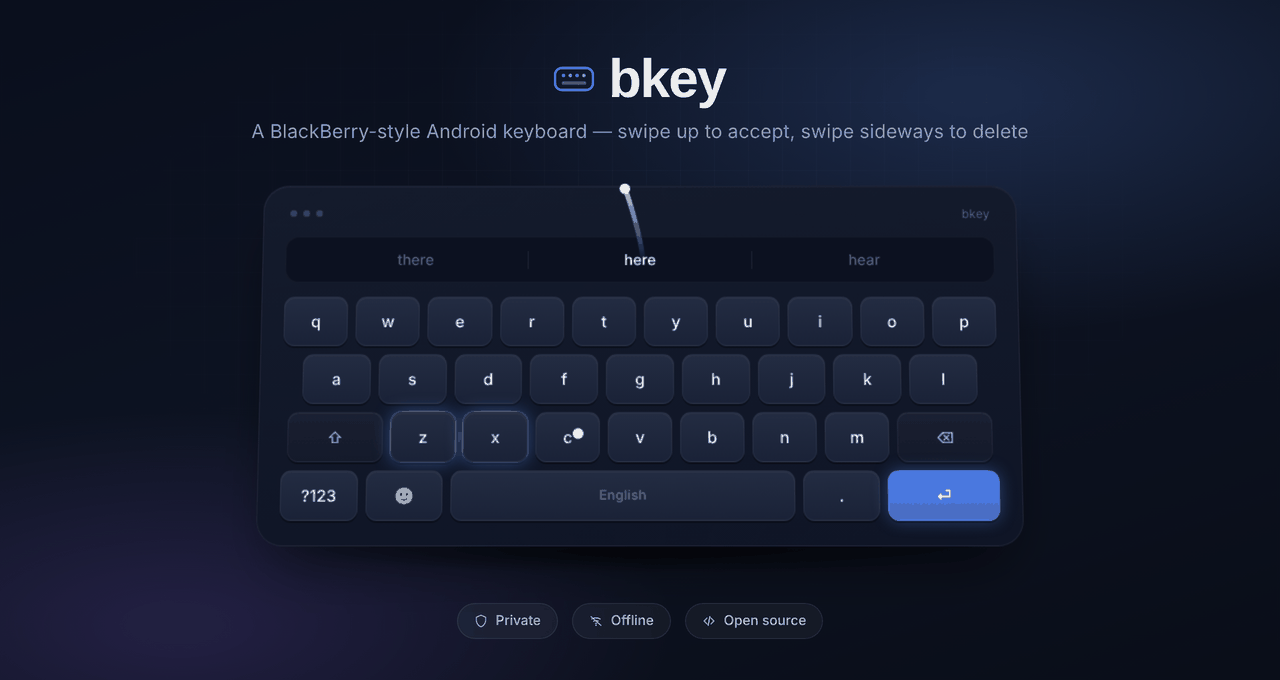 bkey
A BlackBerry-style Android keyboard — swipe up to accept, swipe sideways to delete
bkey
there here hear
q w e r t y u i o p
a s d f g h j k l
z x c v b n m
?123 English .
Private Offline Open source